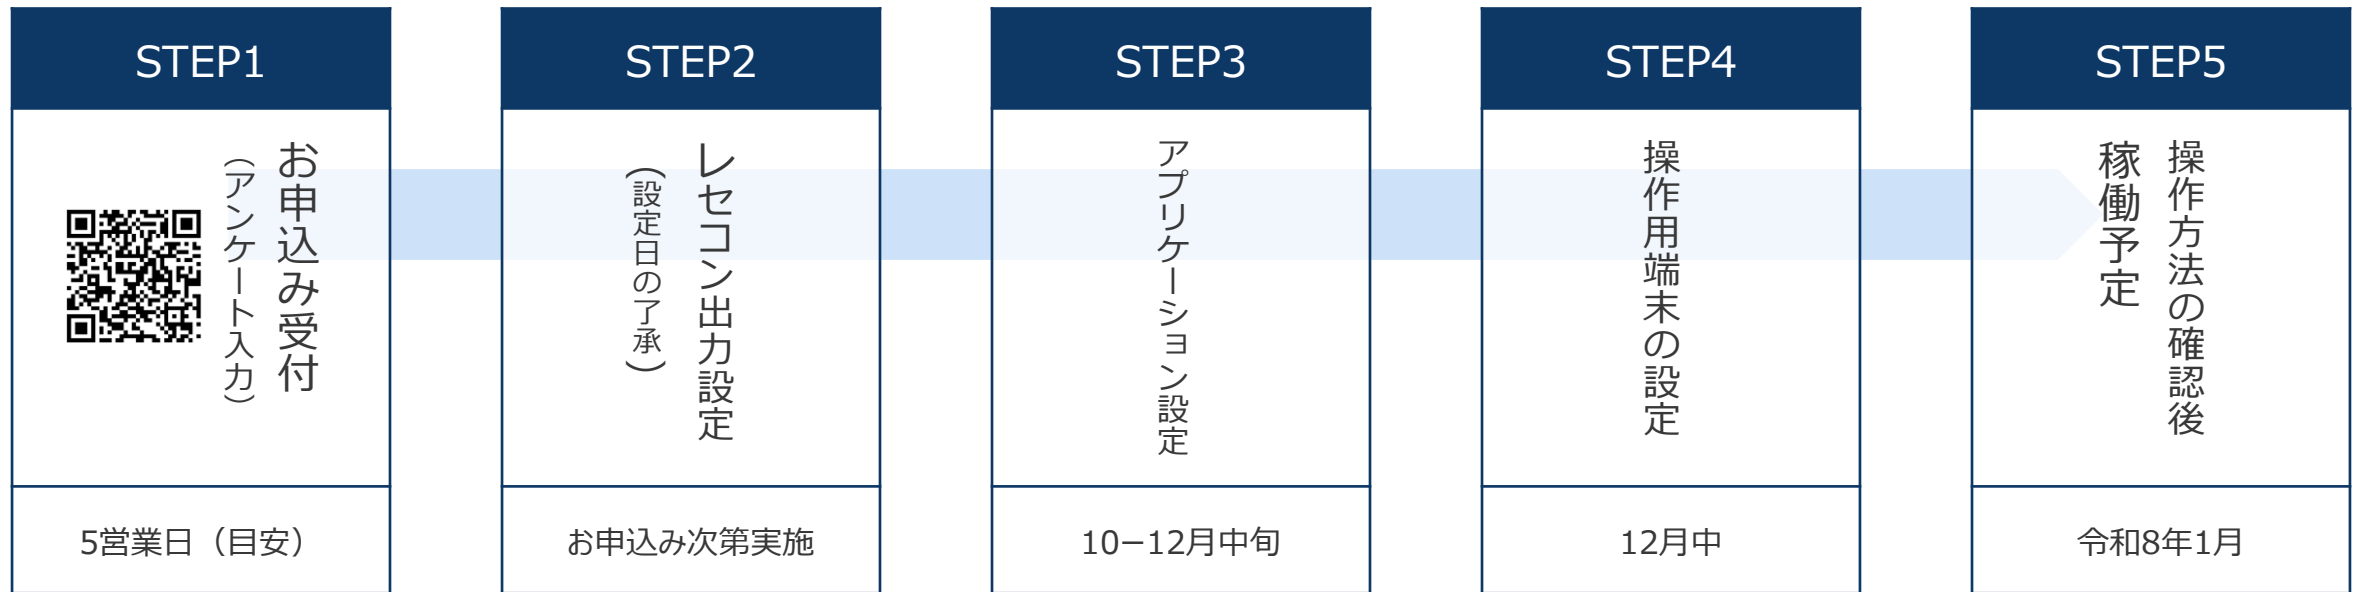 STEP1
お申込み受付
（アンケート入力）
5営業日（目安）
STEP2
レセコン出力設定
（設定日の了承）
お申込み次第実施
STEP3
アプリケーション設定
10ー12月中旬
STEP4
操作用端末の設定
12月中
STEP5
操作方法の確認後
稼働予定
令和8年1月